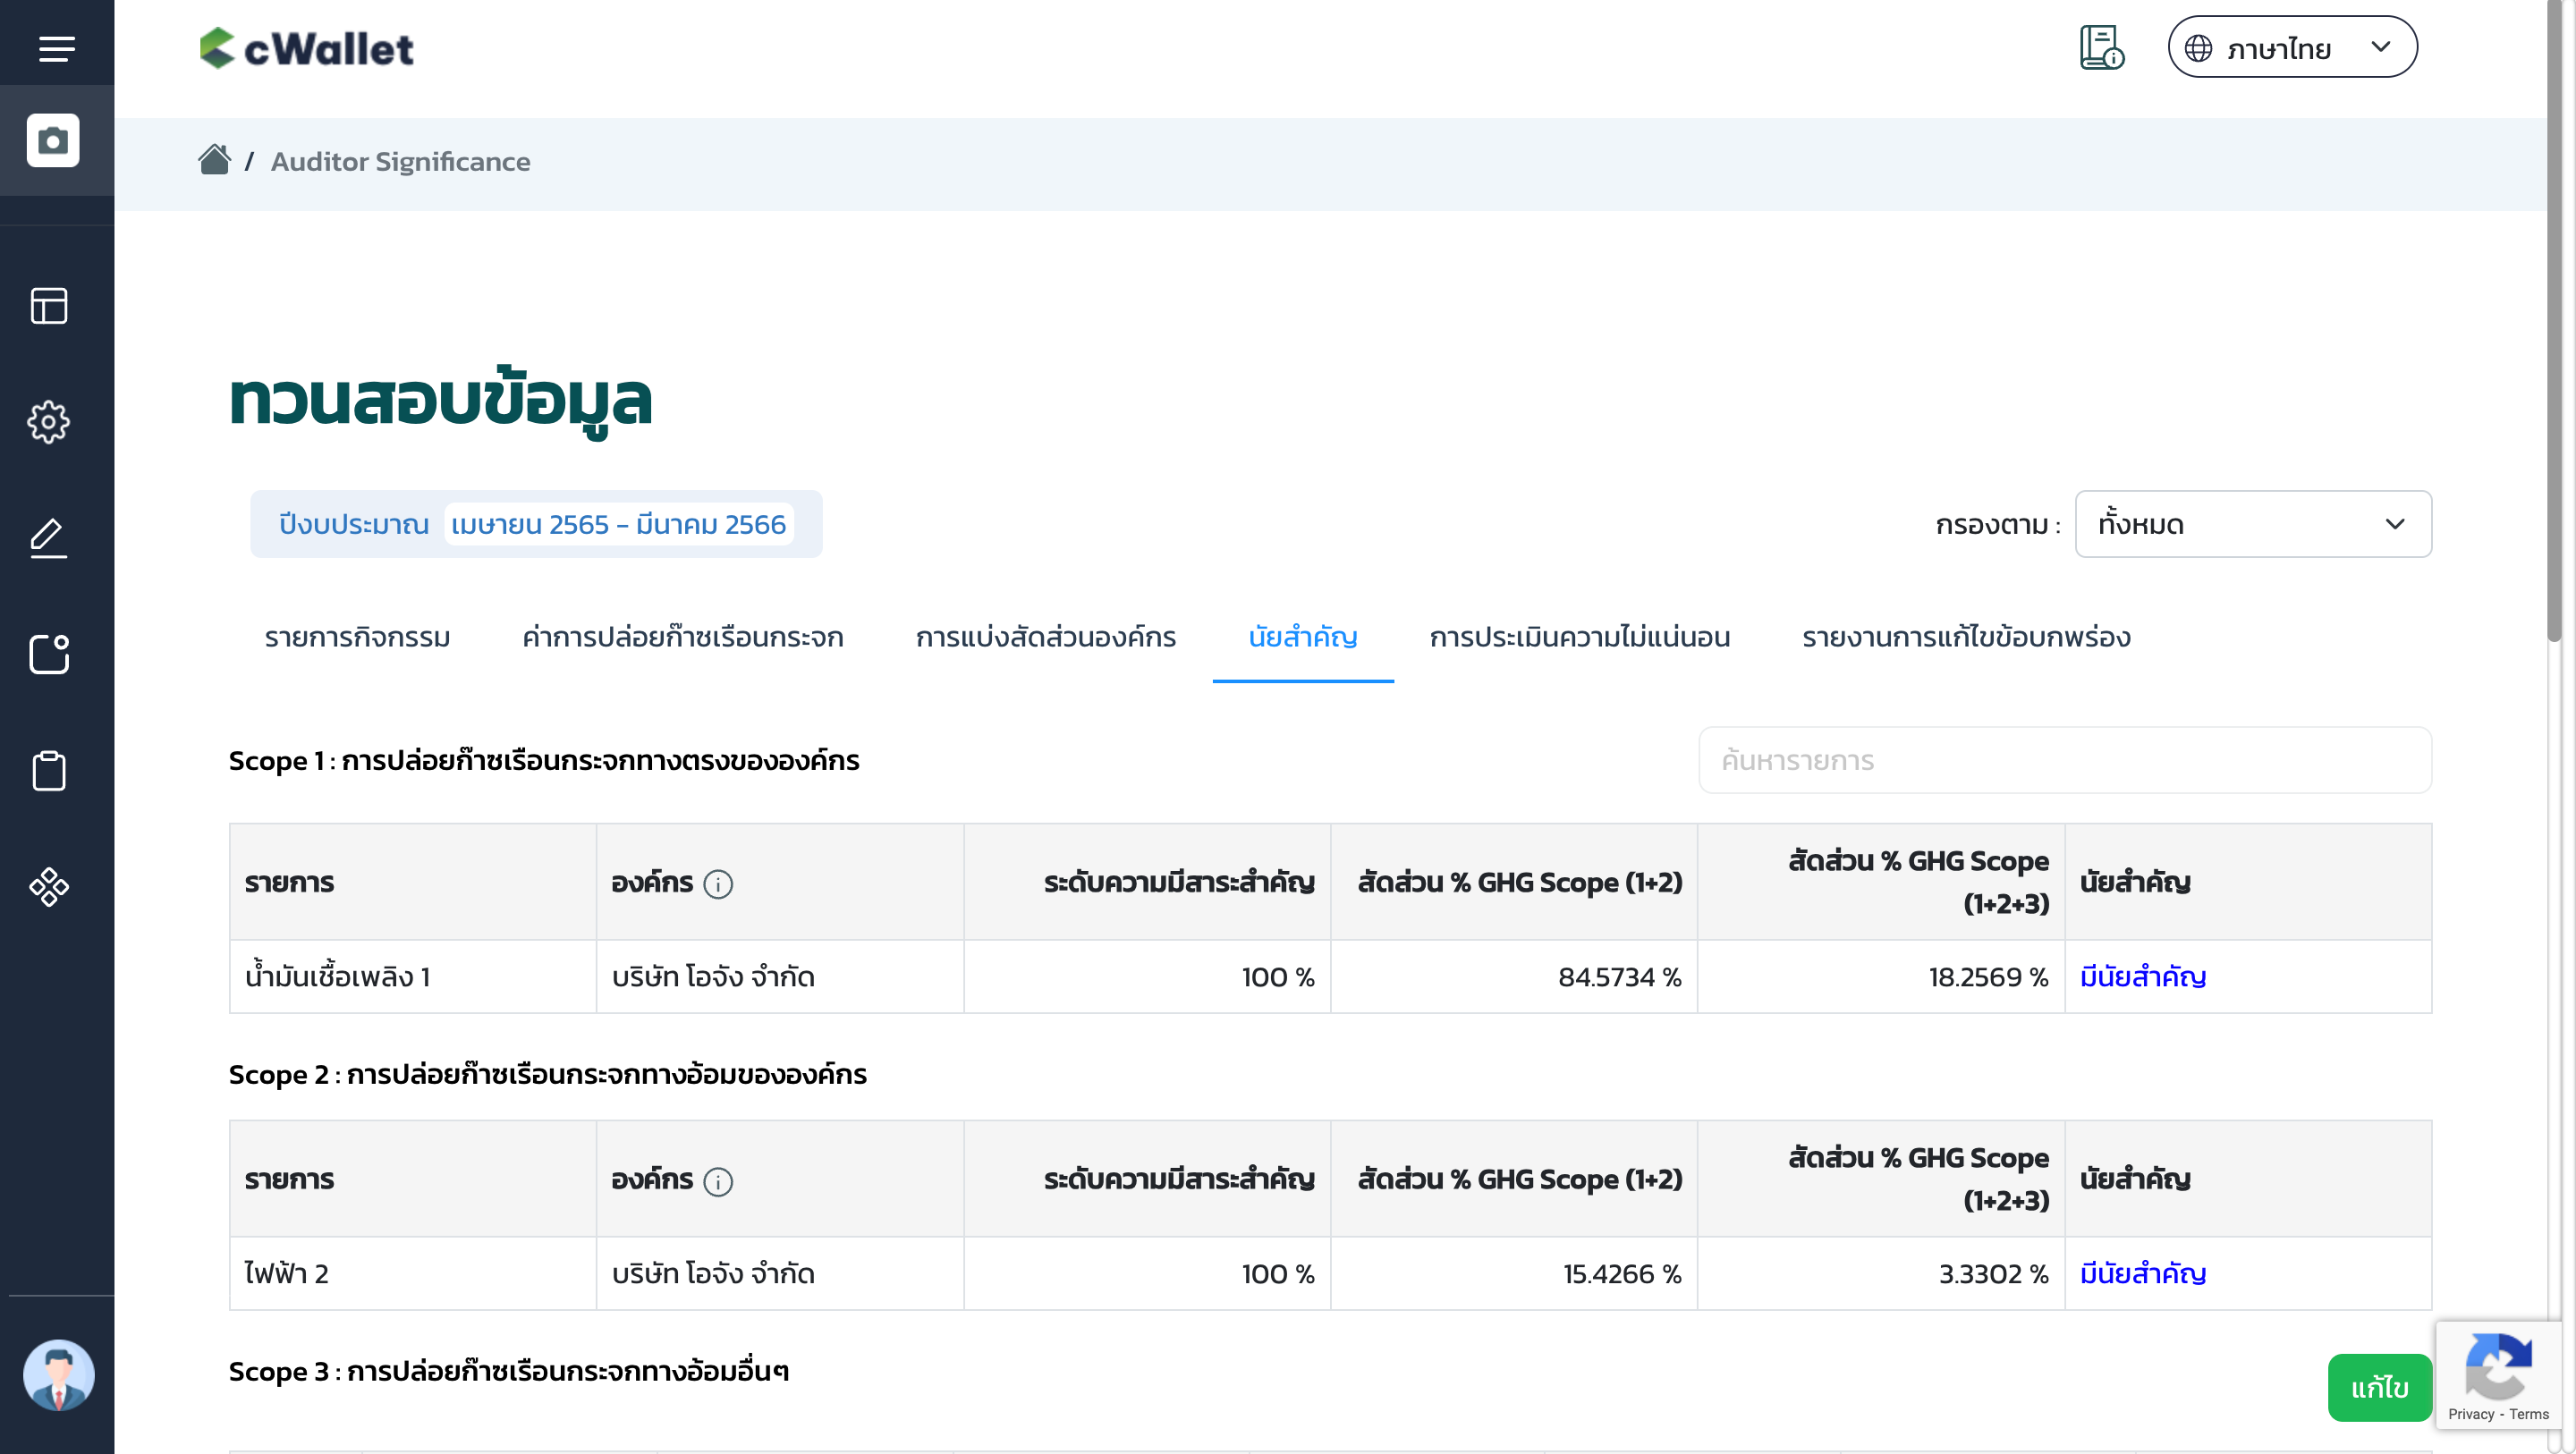 cWallet
ภาษาไทย
/ Auditor Significance
ทวนสอบข้อมูล
ปีงบประมาณ เมษายน 2565 - มีนาคม 2566
กรองตาม : ทั้งหมด
รายการกิจกรรม ค่าการปล่อยก๊าซเรือนกระจก การแบ่งสัดส่วนองค์กร นัยสำคัญ การประเมินความไม่แน่นอน รายงานการแก้ไขข้อบกพร่อง
Scope 1 : การปล่อยก๊าซเรือนกระจกทางตรงขององค์กร
ค้นหารายการ
รายการ องค์กร ระดับความมีสาระสำคัญ สัดส่วน % GHG Scope (1+2) สัดส่วน % GHG Scope (1+2+3) นัยสำคัญ
น้ำมันเชื้อเพลิง 1 บริษัท โอจัง จำกัด 100 % 84.5734 % 18.2569 % มีนัยสำคัญ
Scope 2 : การปล่อยก๊าซเรือนกระจกทางอ้อมขององค์กร
รายการ องค์กร ระดับความมีสาระสำคัญ สัดส่วน % GHG Scope (1+2) สัดส่วน % GHG Scope (1+2+3) นัยสำคัญ
ไฟฟ้า 2 บริษัท โอจัง จำกัด 100 % 15.4266 % 3.3302 % มีนัยสำคัญ
Scope 3 : การปล่อยก๊าซเรือนกระจกทางอ้อมอื่นๆ
แก้ไข
Privacy - Terms